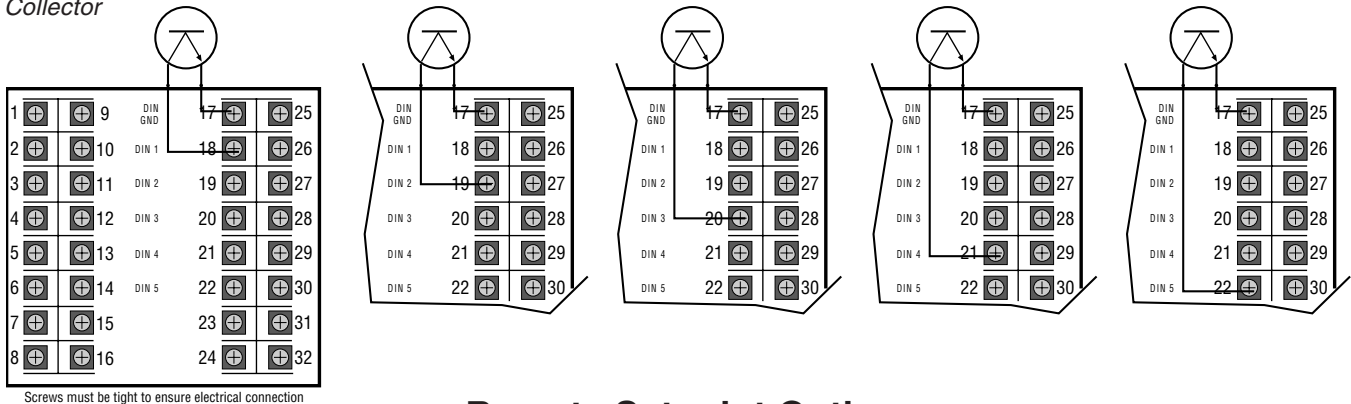 Collector
1 9 DIN GND 17 25
2 10 DIN 1 18 26
3 11 DIN 2 19 27
4 12 DIN 3 20 28
5 13 DIN 4 21 29
6 14 DIN 5 22 30
7 15 23 31
8 16 24 32
Screws must be tight to ensure electrical connection
DIN GND 17 25
DIN 1 18 26
DIN 2 19 27
DIN 3 20 28
DIN 4 21 29
DIN 5 22 30
DIN GND 17 25
DIN 1 18 26
DIN 2 19 27
DIN 3 20 28
DIN 4 21 29
DIN 5 22 30
DIN GND 17 25
DIN 1 18 26
DIN 2 19 27
DIN 3 20 28
DIN 4 21 29
DIN 5 22 30
DIN GND 17 25
DIN 1 18 26
DIN 2 19 27
DIN 3 20 28
DIN 4 21 29
DIN 5 22 30